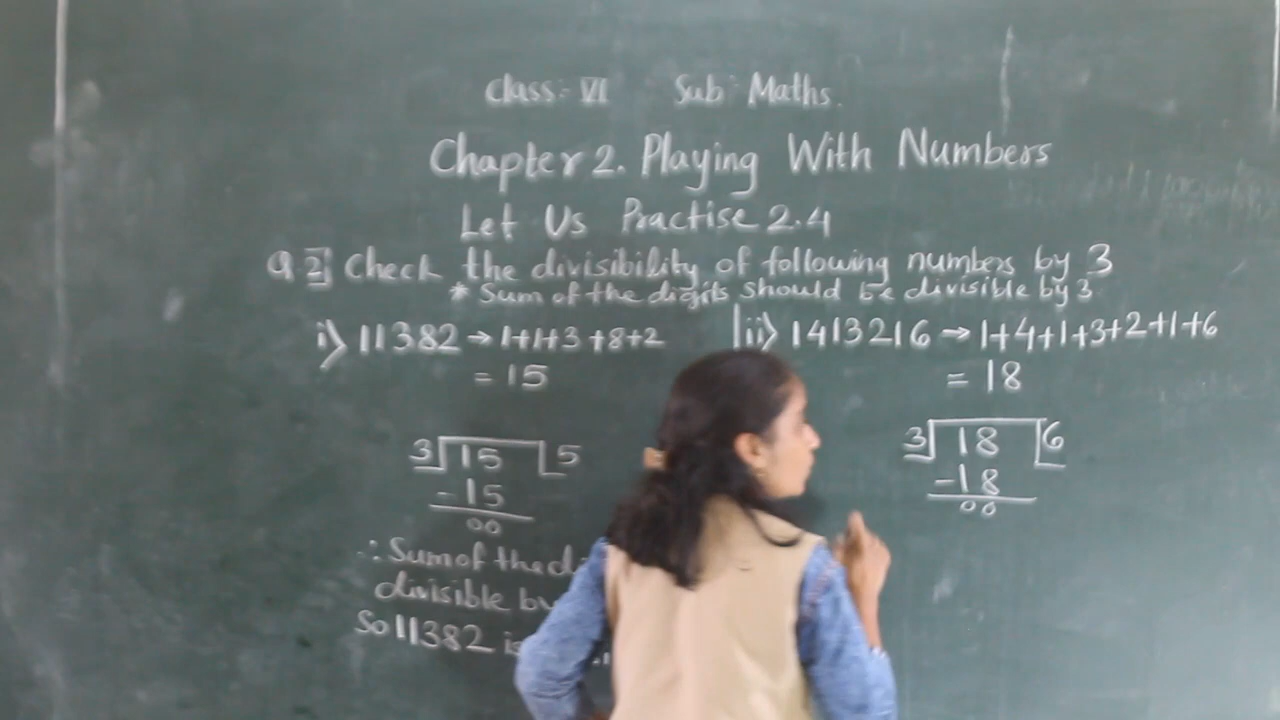 Class:- VI Sub Maths.
Chapter 2. Playing With Numbers
Let Us Practise 2.4
Q.2] Check the divisibility of following numbers by 3
* Sum of the digits should be divisible by 3
i) 11382 → 1+1+3+8+2
= 15
3 15 5
-15
00
∴ Sum of the
divisible by
So 11382 is
ii) 1413216 → 1+4+1+3+2+1+6
= 18
3 18 6
-18
00